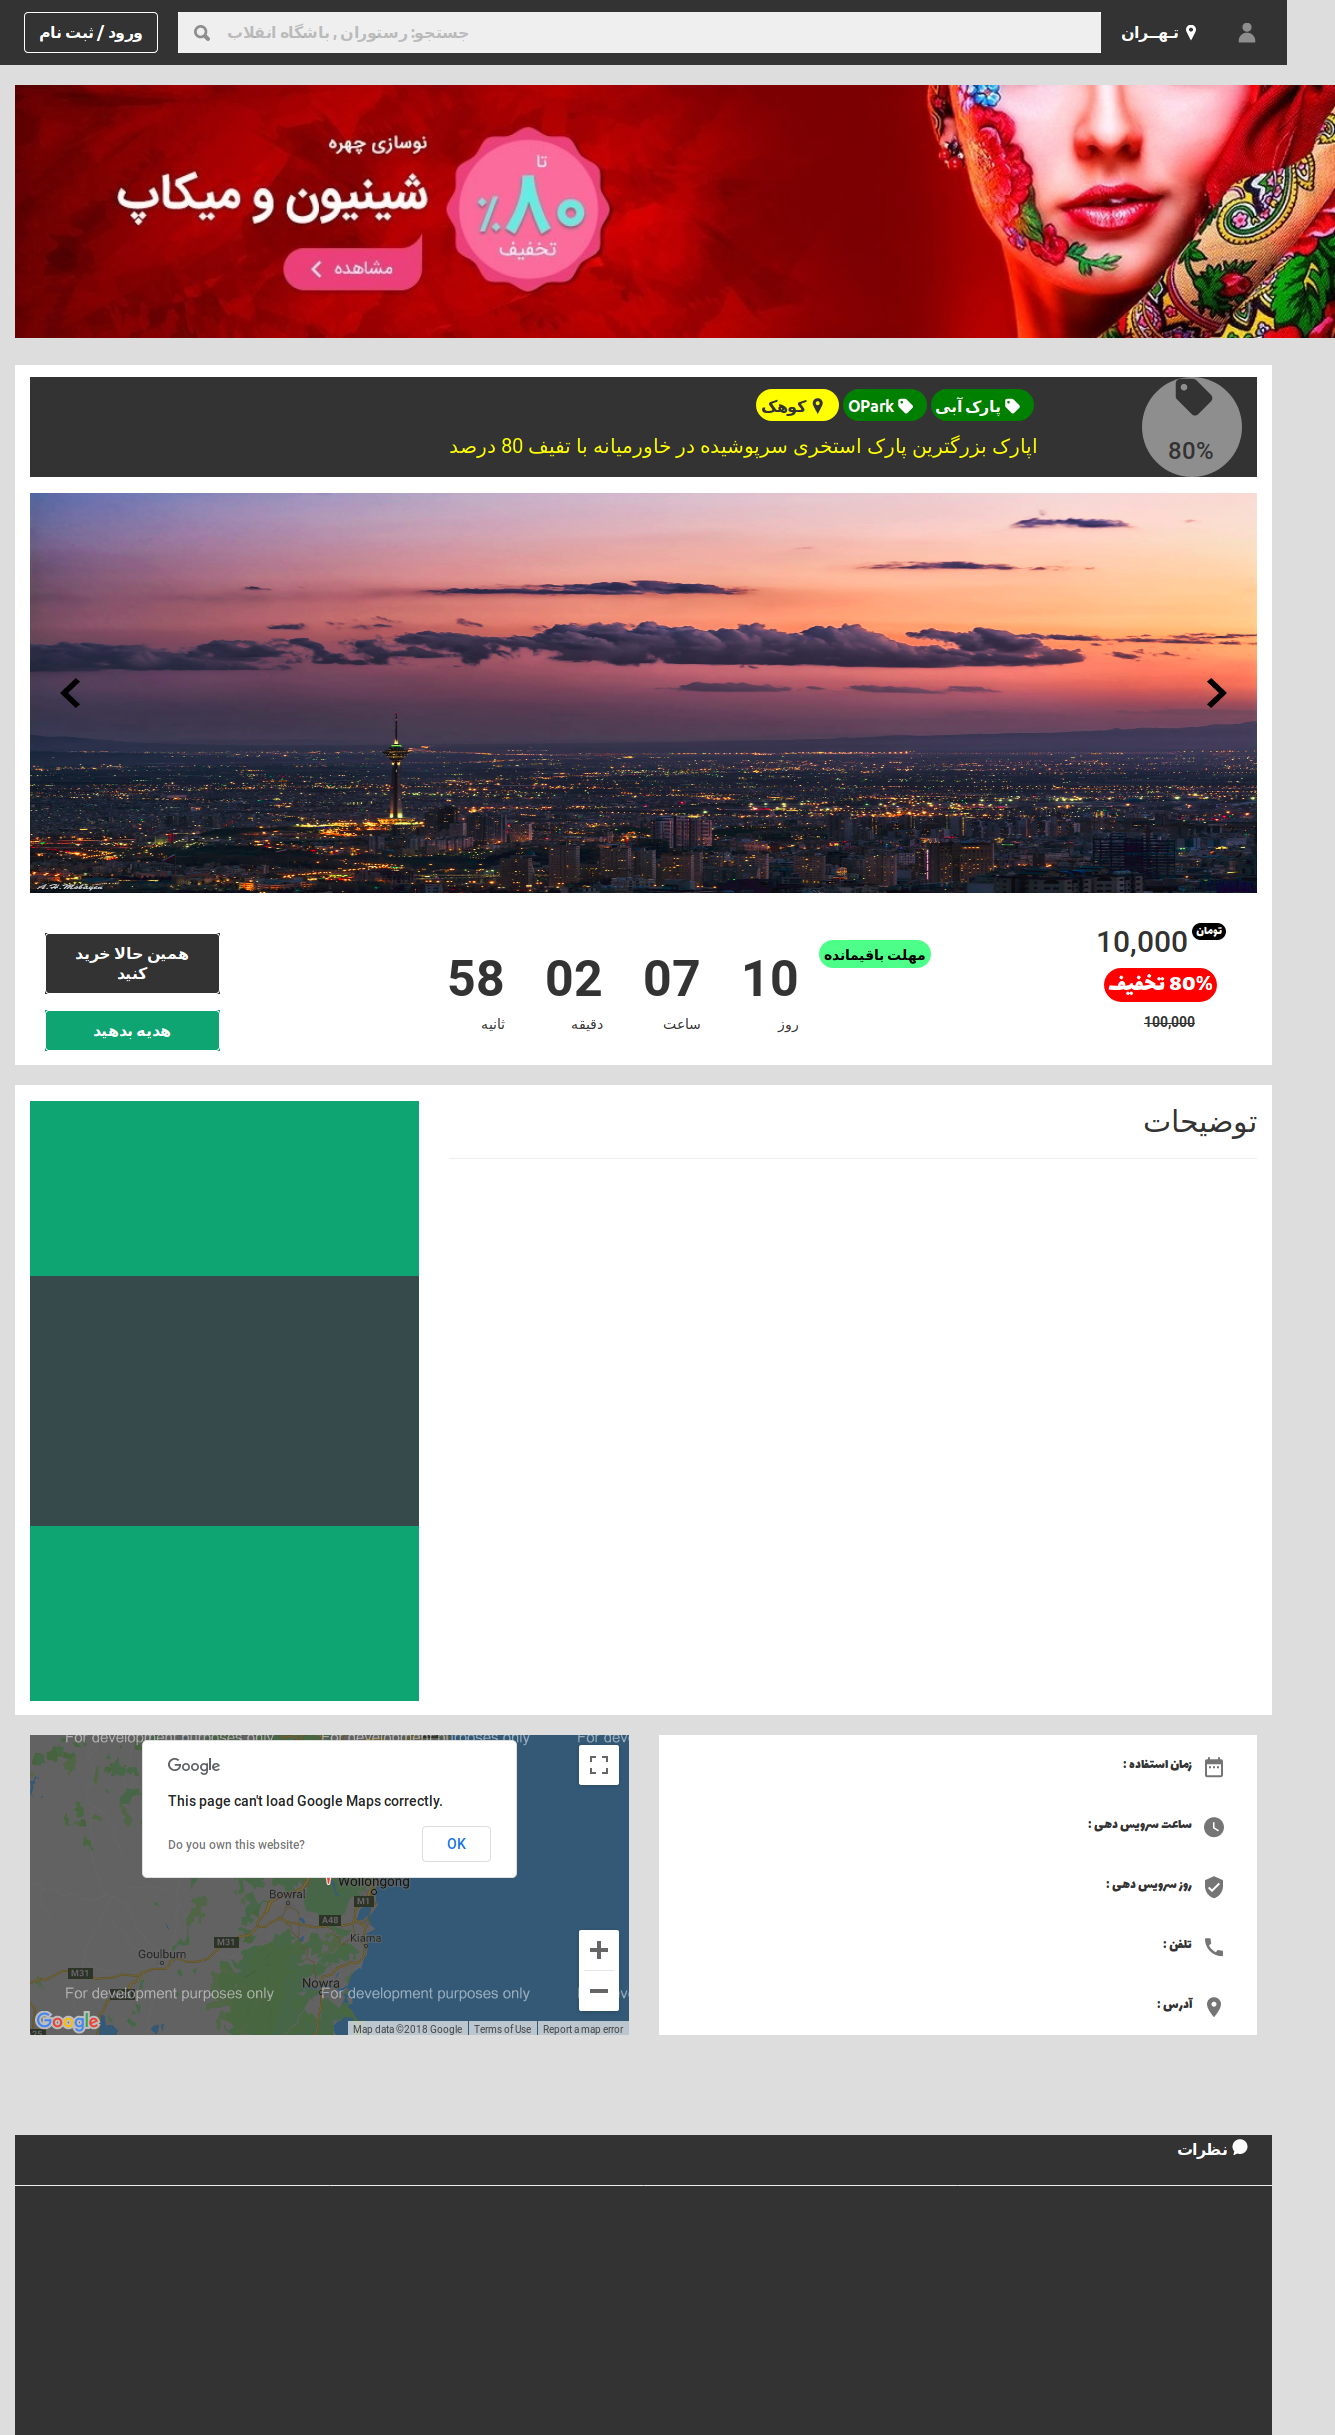 تـهــران
جستجو: رستوران , باشگاه انقلاب
ورود / ثبت نام
نوسازی چهره
شینیون و میکاپ
مشاهده
تا
٪۸۰
تخفیف
80%
پارک آبی
OPark
کوهک
اپارک بزرگترین پارک استخری سرپوشیده در خاورمیانه با تفیف 80 درصد
A.H.Mobayen
10,000 تومان
80% تخفیف
100,000
مهلت باقیمانده
10 07 02 58
روز ساعت دقیقه ثانیه
همین حالا خرید
کنید
هدیه بدهید
توضیحات
زمان استفاده :
ساعت سرویس دهی :
روز سرویس دهی :
تلفن :
آدرس :
For development purposes only
For development purposes only
For deve
Google
This page can't load Google Maps correctly.
Do you own this website?
OK
Wollongong
Bowral
M1
A48
M31
Kiama
Goulburn
M31
Nowra
For development purposes only
For development purposes only
Google
Map data ©2018 Google
Terms of Use
Report a map error
نظرات